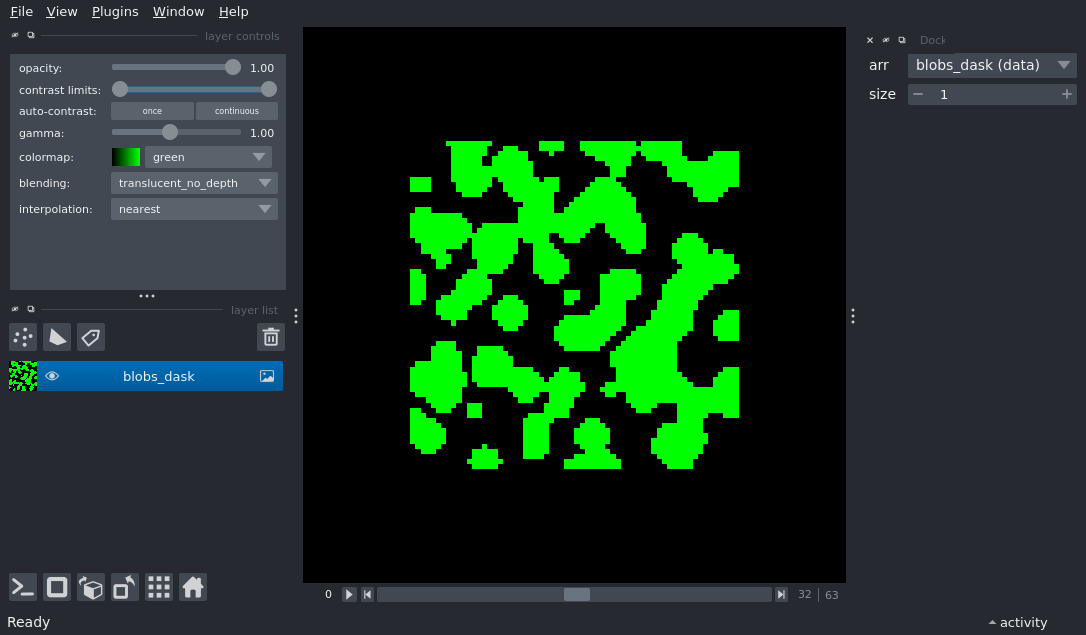 File View Plugins Window Help
layer controls
opacity: 1.00
contrast limits:
auto-contrast: once continuous
gamma: 1.00
colormap: green
blending: translucent_no_depth
interpolation: nearest
layer list
blobs_dask
0 32 63
Ready
Dock
arr blobs_dask (data)
size 1
activity